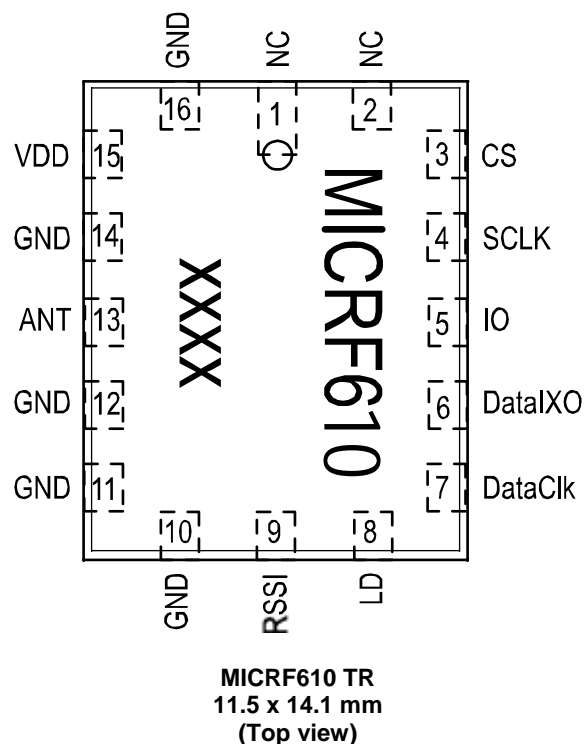 GND NC NC
16 1 2
VDD 15 3 CS
GND 14 4 SCLK
ANT 13 5 IO
GND 12 6 DataIXO
GND 11 7 DataClk
XXXX
MICRF610
10 9 8
GND RSSI LD
MICRF610 TR
11.5 x 14.1 mm
(Top view)